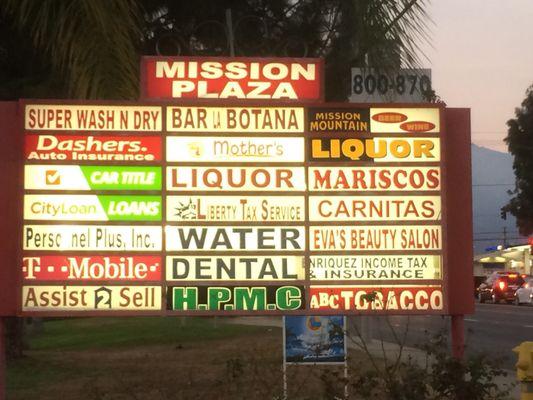 MISSION
PLAZA
800-870
SUPER WASH N DRY
BAR LA BOTANA
MISSION
MOUNTAIN
BEER
WINE
Dashers.
Auto Insurance
Mother's
LIQUOR
CAR TITLE
LIQUOR
MARISCOS
CityLoan
LOANS
LIBERTY TAX SERVICE
CARNITAS
Personnel Plus, Inc.
WATER
EVA'S BEAUTY SALON
T Mobile
DENTAL
ENRIQUEZ INCOME TAX
& INSURANCE
Assist 2 Sell
H.P.M.C
ABC TOBACCO